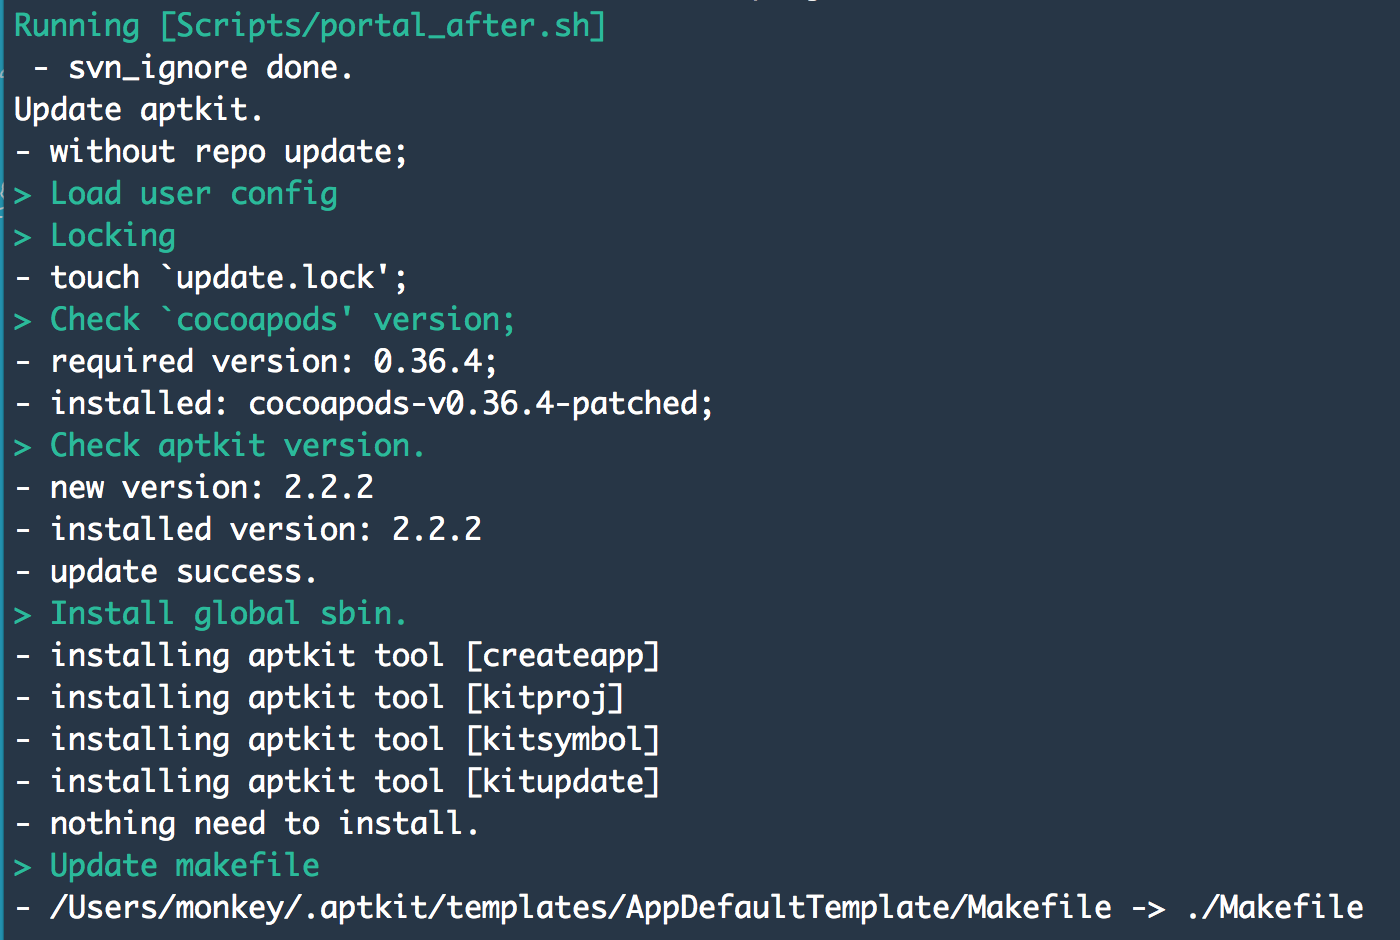 Running [Scripts/portal_after.sh]
 - svn_ignore done.
Update aptkit.
- without repo update;
> Load user config
> Locking
- touch `update.lock';
> Check `cocoapods' version;
- required version: 0.36.4;
- installed: cocoapods-v0.36.4-patched;
> Check aptkit version.
- new version: 2.2.2
- installed version: 2.2.2
- update success.
> Install global sbin.
- installing aptkit tool [createapp]
- installing aptkit tool [kitproj]
- installing aptkit tool [kitsymbol]
- installing aptkit tool [kitupdate]
- nothing need to install.
> Update makefile
- /Users/monkey/.aptkit/templates/AppDefaultTemplate/Makefile -> ./Makefile